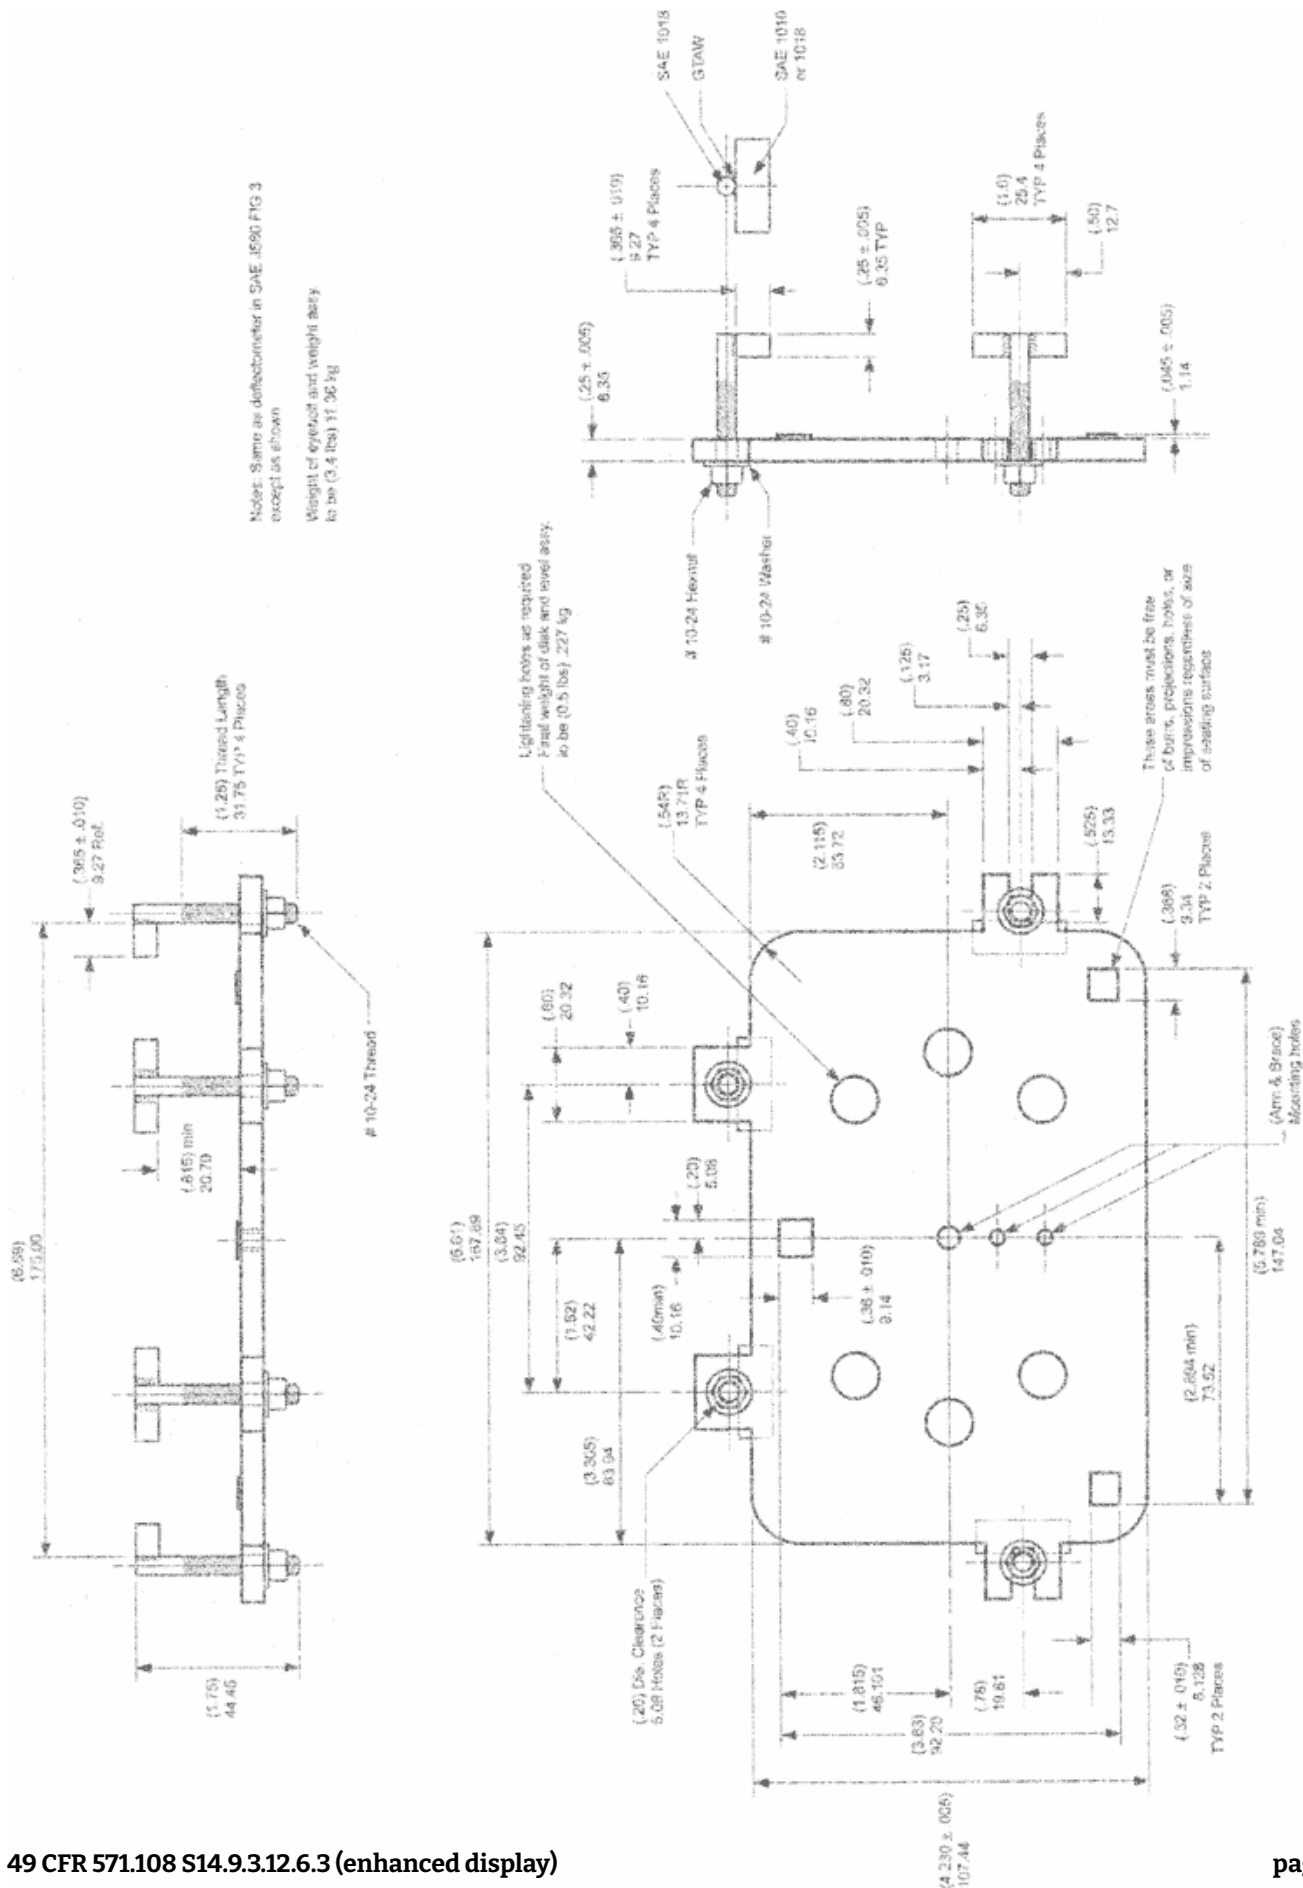 (6.89)
175.00
(1.75)
44.45
(.815) min
20.70
(.365 ± .010)
9.27 Ref.
(1.25) Thread Length
31.75 TYP 4 Places
# 10-24 Thread
Notes: Same as deflectometer in SAE J580 FIG 3
except as shown
Weight of eyebolt and weight assy.
to be (3.4 lbs) 11.36 kg
(6.61)
167.89
(3.64)
92.45
(1.62)
42.22
(3.305)
83.94
(.80)
20.32
(.40)
10.16
(.40min)
10.16
(.20)
5.08
(.36 ± .010)
9.14
(.20) Dia. Clearance
5.08 Holes (2 Places)
Lightening holes as required
Final weight of disk and level assy.
to be (0.5 lbs) .227 kg
(.54R)
13.71R
TYP 4 Places
(2.115)
53.72
(.40)
10.16
(.80)
20.32
(.125)
3.17
(.25)
6.35
(.525)
13.33
(.368)
9.34
TYP 2 Places
These areas must be free
of burrs, projections, holes, or
impressions regardless of size
of seating surface
(Arm & Brace)
Mounting holes
(5.789 min)
147.04
(2.894 min)
73.52
(1.815)
46.101
(.78)
19.81
(3.63)
92.20
(.32 ± .010)
8.128
TYP 2 Places
(4.230 ± .005)
107.44
# 10-24 Hexnut
# 10-24 Washer
(.25 ± .005)
6.35
(.365 ± .010)
9.27
TYP 4 Places
(.25 ± .005)
6.35 TYP
(1.0)
25.4
TYP 4 Places
(.50)
12.7
(.045 ± .005)
1.14
SAE 1018
GTAW
SAE 1010
or 1018
49 CFR 571.108 S14.9.3.12.6.3 (enhanced display)